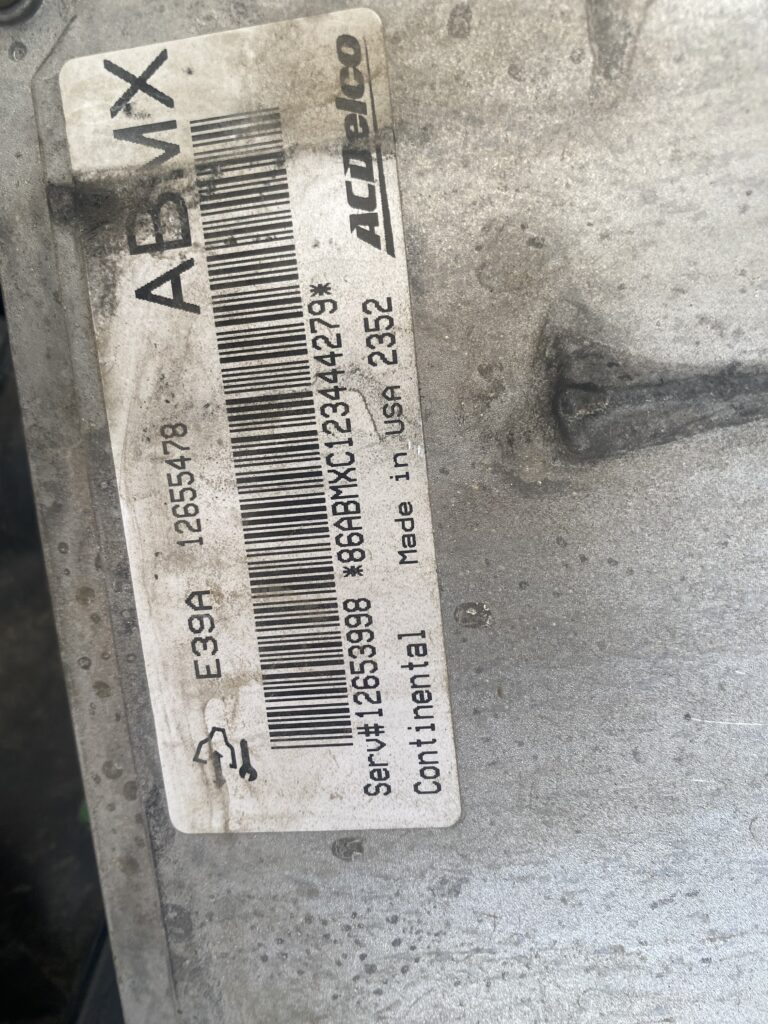 ABMX
E39A 12655478
ACDelco
Serv#12653998 *86ABMXC123444279*
Continental Made in USA 2352